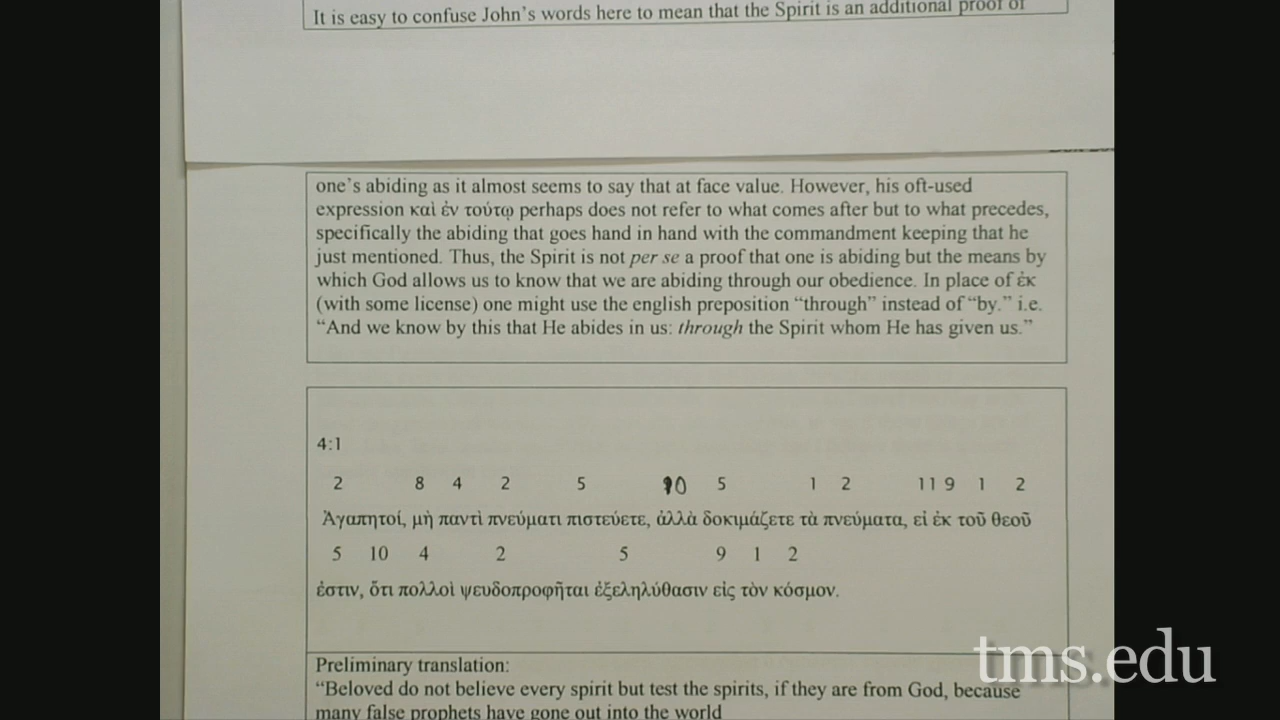 It is easy to confuse John's words here to mean that the Spirit is an additional proof of
one's abiding as it almost seems to say that at face value. However, his oft-used
expression καὶ ἐν τούτῳ perhaps does not refer to what comes after but to what precedes,
specifically the abiding that goes hand in hand with the commandment keeping that he
just mentioned. Thus, the Spirit is not per se a proof that one is abiding but the means by
which God allows us to know that we are abiding through our obedience. In place of ἐκ
(with some license) one might use the english preposition “through” instead of “by.” i.e.
“And we know by this that He abides in us: through the Spirit whom He has given us.”
4:1
2 8 4 2 5 10 5 1 2 11 9 1 2
Ἀγαπητοί, μὴ παντὶ πνεύματι πιστεύετε, ἀλλὰ δοκιμάζετε τὰ πνεύματα, εἰ ἐκ τοῦ θεοῦ
5 10 4 2 5 9 1 2
ἐστιν, ὅτι πολλοὶ ψευδοπροφῆται ἐξεληλύθασιν εἰς τὸν κόσμον.
Preliminary translation:
“Beloved do not believe every spirit but test the spirits, if they are from God, because
many false prophets have gone out into the world
tms.edu